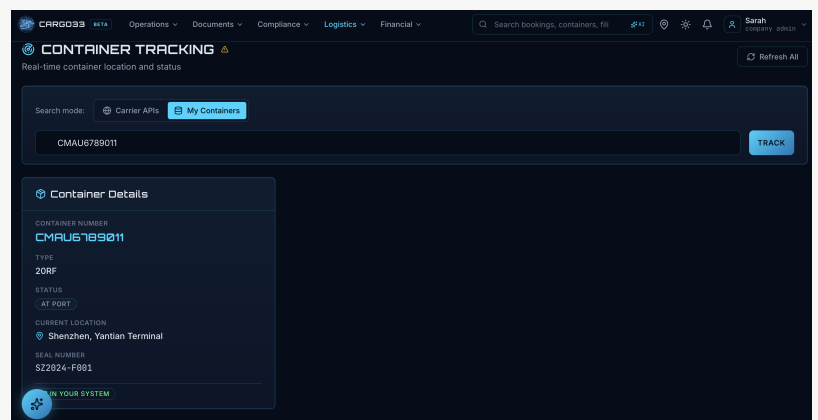 CARGO33 BETA Operations Documents Compliance Logistics Financial Search bookings, containers, fili AI Sarah
company admin
CONTAINER TRACKING
Real-time container location and status
Refresh All
Search mode: Carrier APIs My Containers
CMAU6789011 TRACK
Container Details
CONTAINER NUMBER
CMAU6789011
TYPE
20RF
STATUS
AT PORT
CURRENT LOCATION
Shenzhen, Yantian Terminal
SEAL NUMBER
SZ2024-F001
IN YOUR SYSTEM